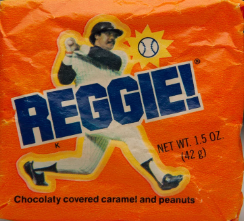 REGGIE!®
K
NET WT. 1.5 OZ.
(42 g)
Chocolaty covered caramel and peanuts